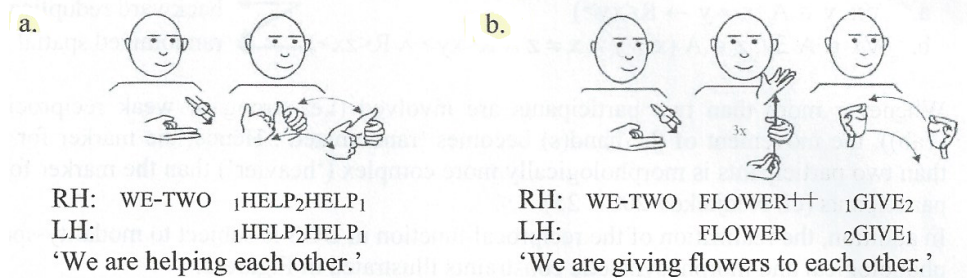 a.
b.
3x
RH: WE-TWO ₁HELP₂HELP₁
LH: ₁HELP₂HELP₁
‘We are helping each other.’
RH: WE-TWO FLOWER++ ₁GIVE₂
LH: FLOWER ₂GIVE₁
‘We are giving flowers to each other.’